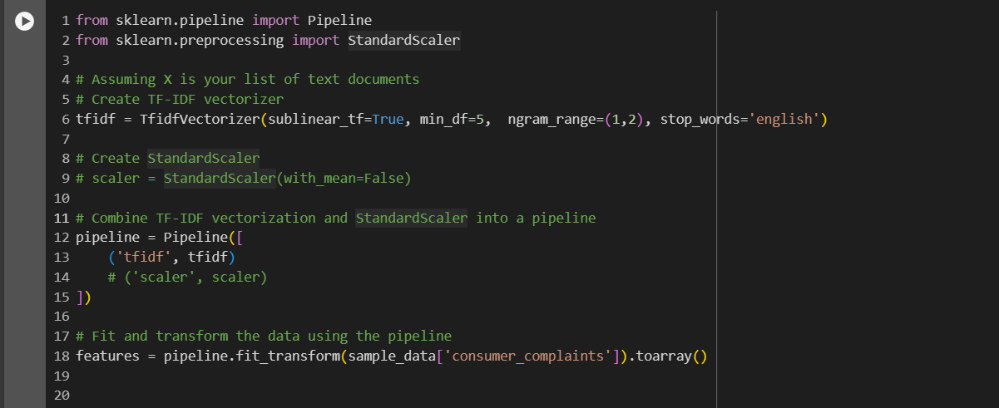 1 from sklearn.pipeline import Pipeline
2 from sklearn.preprocessing import StandardScaler
3
4 # Assuming X is your list of text documents
5 # Create TF-IDF vectorizer
6 tfidf = TfidfVectorizer(sublinear_tf=True, min_df=5,  ngram_range=(1,2), stop_words='english')
7
8 # Create StandardScaler
9 # scaler = StandardScaler(with_mean=False)
10
11 # Combine TF-IDF vectorization and StandardScaler into a pipeline
12 pipeline = Pipeline([
13     ('tfidf', tfidf)
14     # ('scaler', scaler)
15 ])
16
17 # Fit and transform the data using the pipeline
18 features = pipeline.fit_transform(sample_data['consumer_complaints']).toarray()
19
20